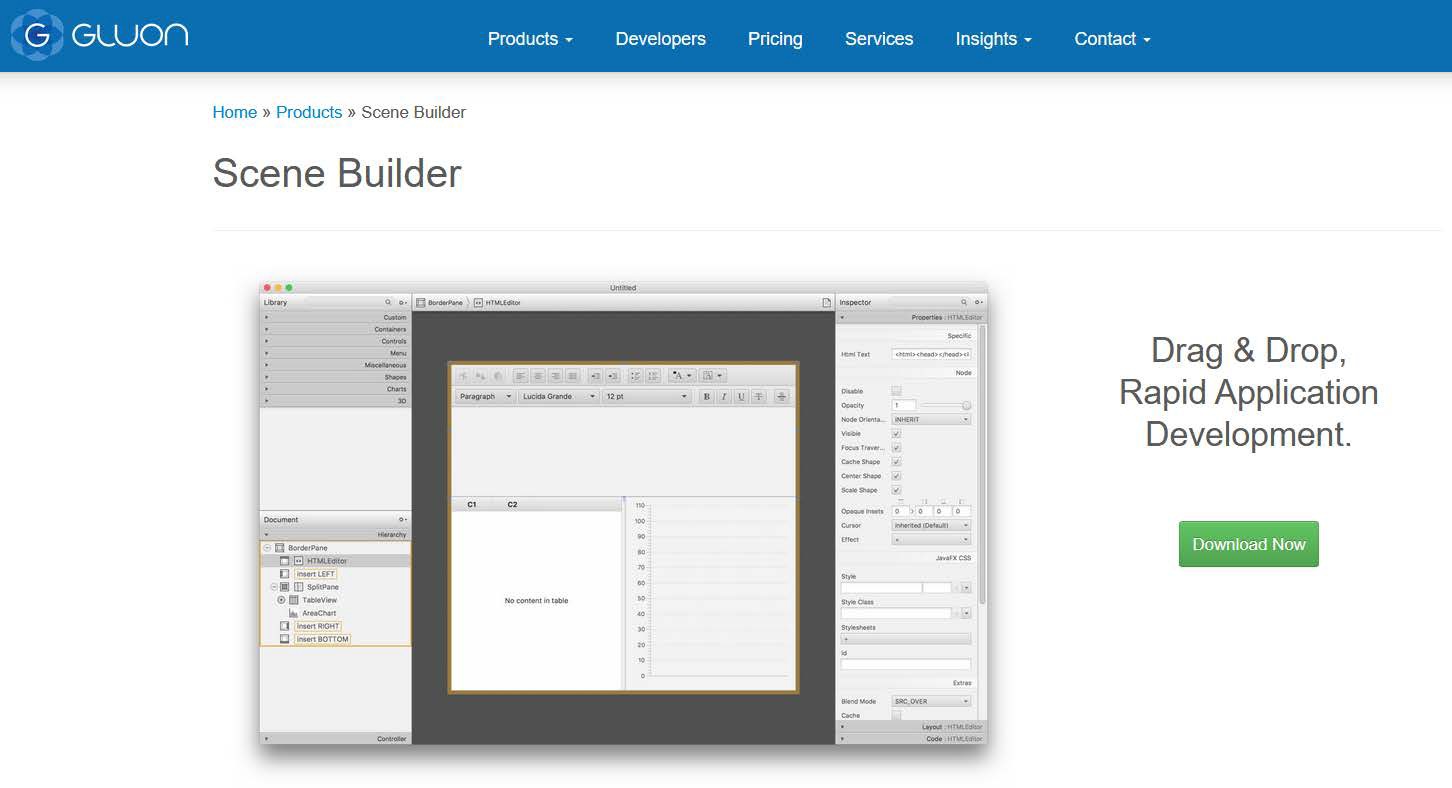 G GLUON
Products Developers Pricing Services Insights Contact
Home » Products » Scene Builder
Scene Builder
Untitled
Library
Custom
Containers
Controls
Menu
Miscellaneous
Shapes
Charts
3D
Document
Hierarchy
BorderPane
HTMLEditor
insert LEFT
SplitPane
TableView
AreaChart
insert RIGHT
insert BOTTOM
Controller
BorderPane HTMLEditor
Paragraph Lucida Grande 12 pt B I U T
C1 C2
No content in table
110
100
90
80
70
60
50
40
30
20
10
0
Inspector
Properties : HTMLEditor
Specific
Html Text <html><head></head><
Node
Disable
Opacity 1
Node Orienta... INHERIT
Visible
Focus Traver...
Cache Shape
Center Shape
Scale Shape
Opaque Insets 0 0 0 0
Cursor Inherited (Default)
Effect +
JavaFX CSS
Style
Style Class
Stylesheets
+
Id
Extras
Blend Mode SRC_OVER
Cache
Layout : HTMLEditor
Code : HTMLEditor
Drag & Drop,
Rapid Application
Development.
Download Now